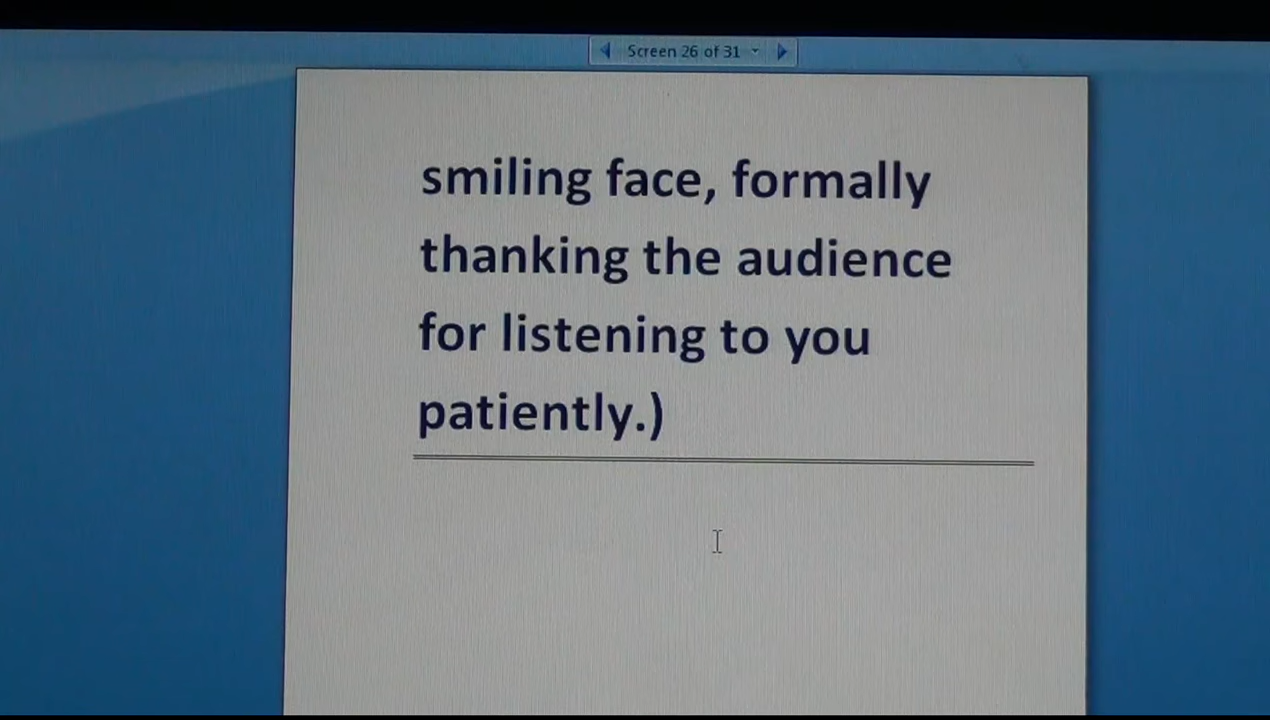 Screen 26 of 31
smiling face, formally
thanking the audience
for listening to you
patiently.)